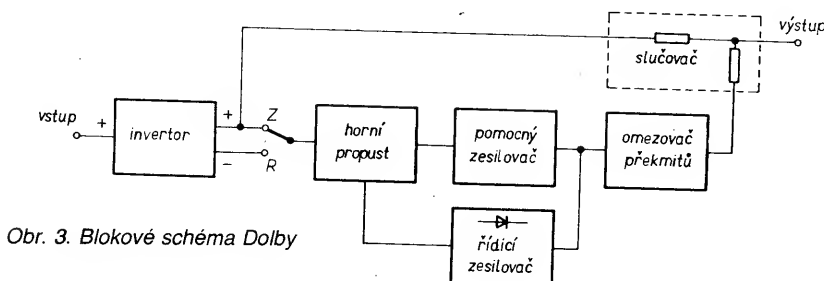 výstup
slučovač
vstup
+
invertor
+
−
Z
R
horní
propust
pomocný
zesilovač
omezovač
překmitů
řídicí
zesilovač
Obr. 3. Blokové schéma Dolby